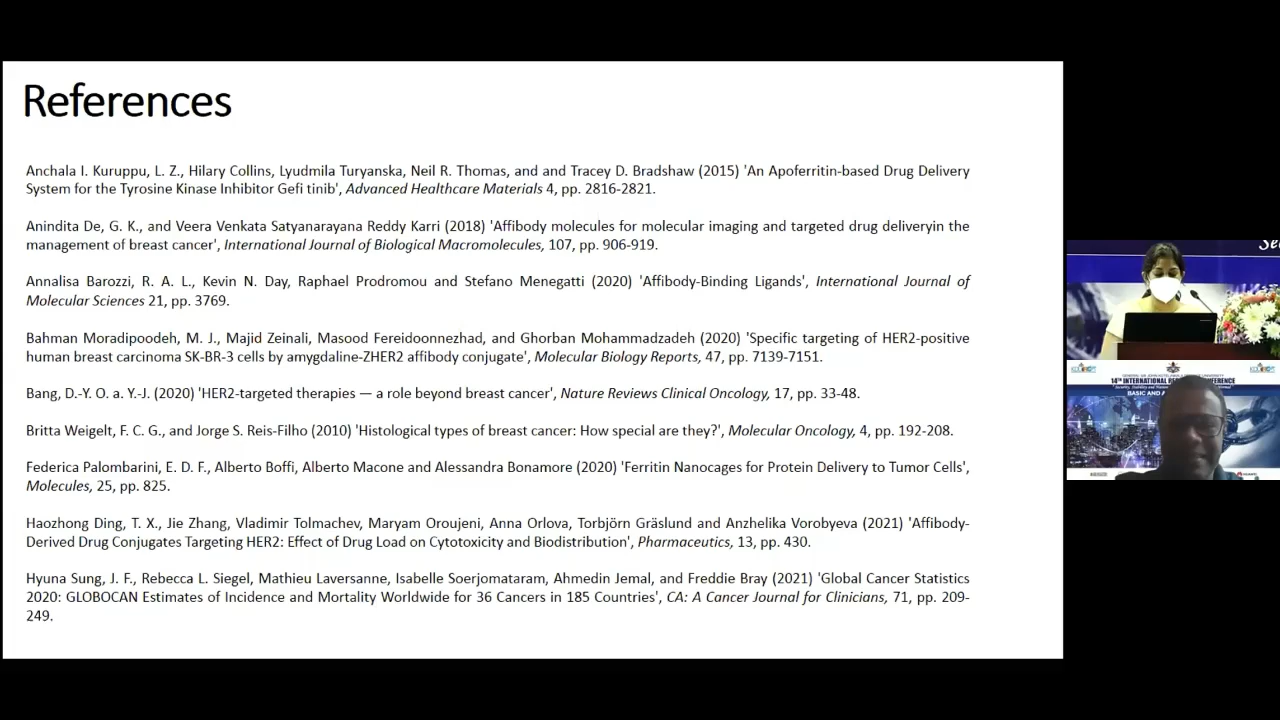 References
Anchala I. Kuruppu, L. Z., Hilary Collins, Lyudmila Turyanska, Neil R. Thomas, and and Tracey D. Bradshaw (2015) 'An Apoferritin-based Drug Delivery
System for the Tyrosine Kinase Inhibitor Gefi tinib', Advanced Healthcare Materials 4, pp. 2816-2821.
Anindita De, G. K., and Veera Venkata Satyanarayana Reddy Karri (2018) 'Affibody molecules for molecular imaging and targeted drug deliveryin the
management of breast cancer', International Journal of Biological Macromolecules, 107, pp. 906-919.
Annalisa Barozzi, R. A. L., Kevin N. Day, Raphael Prodromou and Stefano Menegatti (2020) 'Affibody-Binding Ligands', International Journal of
Molecular Sciences 21, pp. 3769.
Bahman Moradipoodeh, M. J., Majid Zeinali, Masood Fereidoonnezhad, and Ghorban Mohammadzadeh (2020) 'Specific targeting of HER2-positive
human breast carcinoma SK-BR-3 cells by amygdaline-ZHER2 affibody conjugate', Molecular Biology Reports, 47, pp. 7139-7151.
Bang, D.-Y. O. a. Y.-J. (2020) 'HER2-targeted therapies — a role beyond breast cancer', Nature Reviews Clinical Oncology, 17, pp. 33-48.
Britta Weigelt, F. C. G., and Jorge S. Reis-Filho (2010) 'Histological types of breast cancer: How special are they?', Molecular Oncology, 4, pp. 192-208.
Federica Palombarini, E. D. F., Alberto Boffi, Alberto Macone and Alessandra Bonamore (2020) 'Ferritin Nanocages for Protein Delivery to Tumor Cells',
Molecules, 25, pp. 825.
Haozhong Ding, T. X., Jie Zhang, Vladimir Tolmachev, Maryam Oroujeni, Anna Orlova, Torbjörn Gräslund and Anzhelika Vorobyeva (2021) 'Affibody-
Derived Drug Conjugates Targeting HER2: Effect of Drug Load on Cytotoxicity and Biodistribution', Pharmaceutics, 13, pp. 430.
Hyuna Sung, J. F., Rebecca L. Siegel, Mathieu Laversanne, Isabelle Soerjomataram, Ahmedin Jemal, and Freddie Bray (2021) 'Global Cancer Statistics
2020: GLOBOCAN Estimates of Incidence and Mortality Worldwide for 36 Cancers in 185 Countries', CA: A Cancer Journal for Clinicians, 71, pp. 209-
249.
14TH INTERNATIONAL
BASIC AND